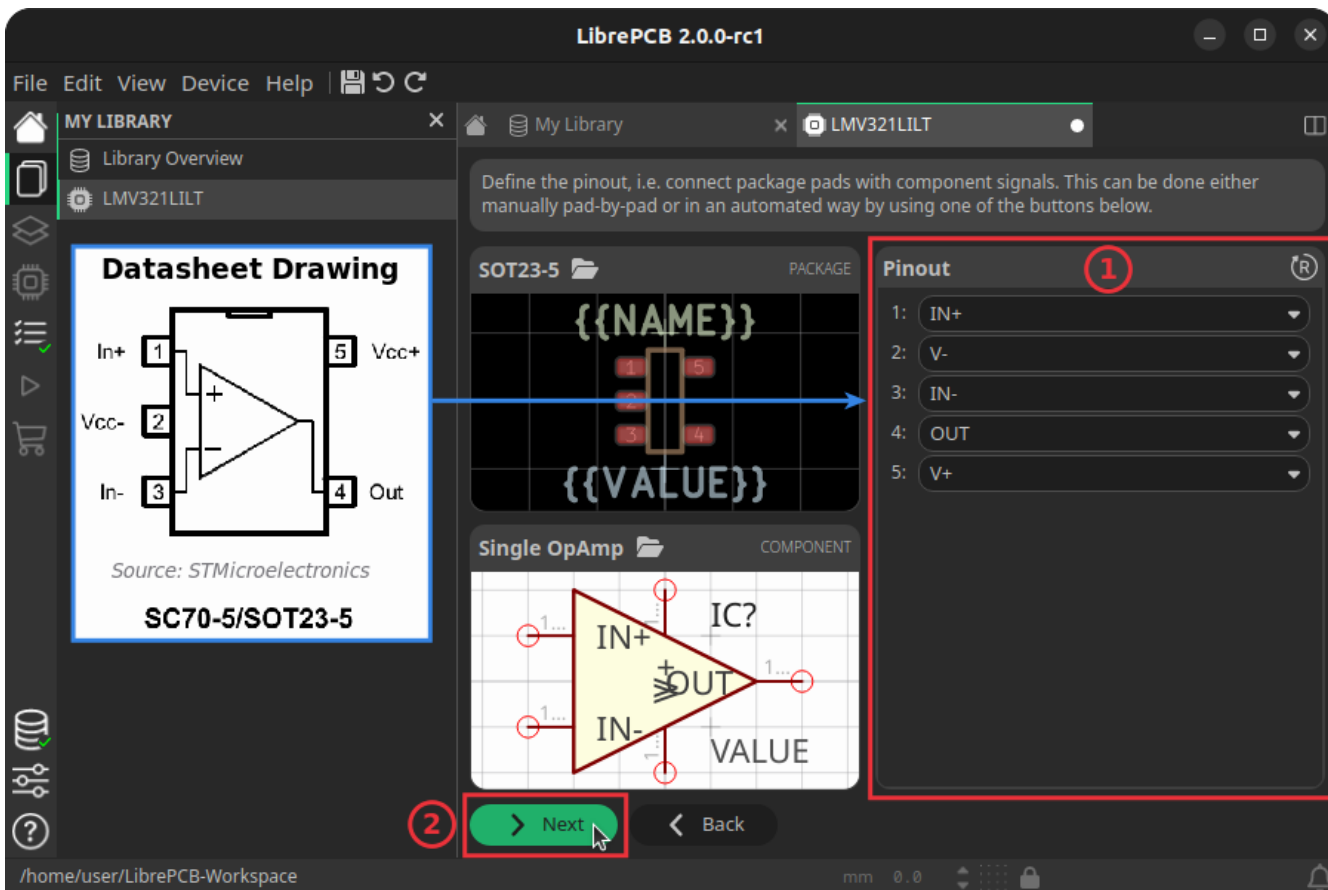 LibrePCB 2.0.0-rc1
File Edit View Device Help
MY LIBRARY
Library Overview
LMV321LILT
My Library
LMV321LILT
Define the pinout, i.e. connect package pads with component signals. This can be done either
manually pad-by-pad or in an automated way by using one of the buttons below.
Datasheet Drawing
In+ 1 5 Vcc+
+
Vcc- 2
−
In- 3 4 Out
Source: STMicroelectronics
SC70-5/SOT23-5
SOT23-5 PACKAGE
{{NAME}}
1 5
2
3 4
{{VALUE}}
Single OpAmp COMPONENT
IC?
1...
IN+
1...
OUT
1...
IN-
VALUE
Pinout 1 R
1: IN+
2: V-
3: IN-
4: OUT
5: V+
2 Next Back
/home/user/LibrePCB-Workspace
mm 0.0